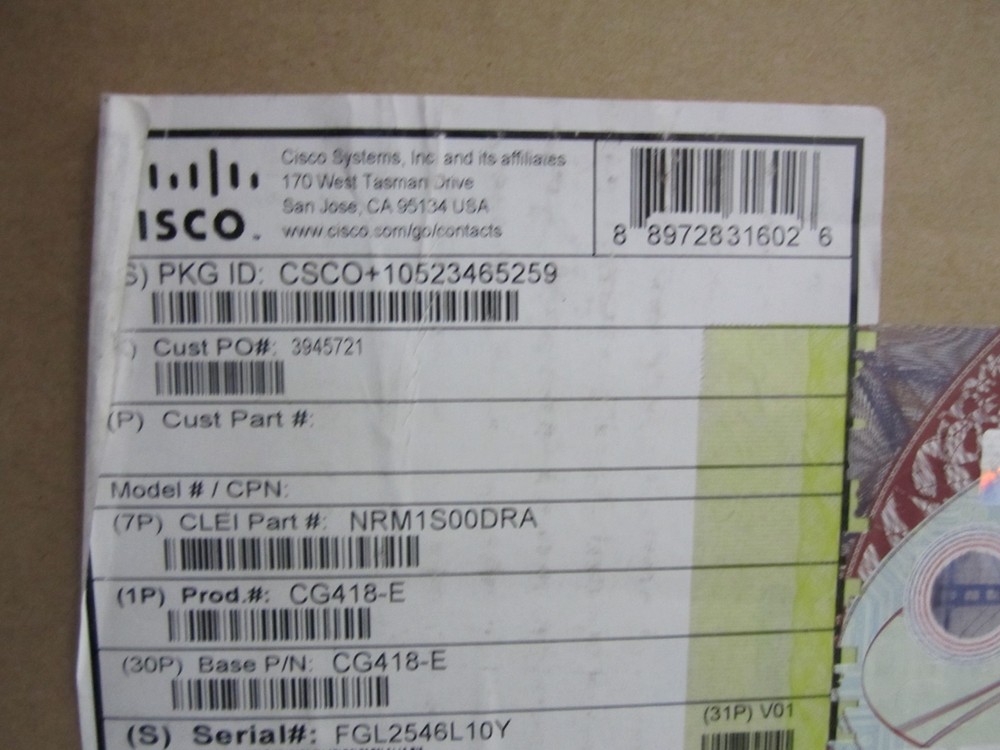 Cisco Systems, Inc. and its affiliates
170 West Tasman Drive
San Jose, CA 95134 USA
www.cisco.com/go/contacts
ISCO
8 8972831602 6
S) PKG ID: CSCO+10523465259
) Cust PO#: 3945721
(P) Cust Part #:
Model # / CPN:
(7P) CLEI Part #: NRM1S00DRA
(1P) Prod.#: CG418-E
(30P) Base P/N: CG418-E
(31P) V01
(S) Serial#: FGL2546L10Y